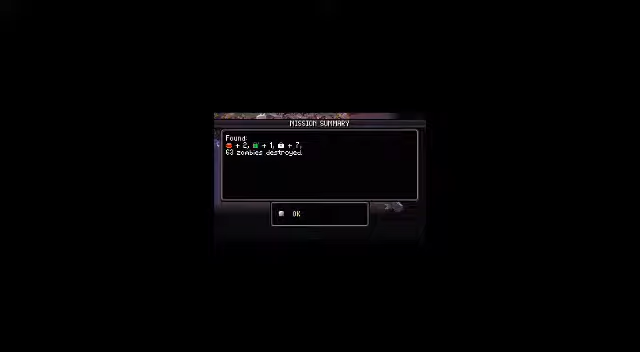 MISSION SUMMARY
Found:
+ 2, + 1, + 7,
63 zombies destroyed.
OK